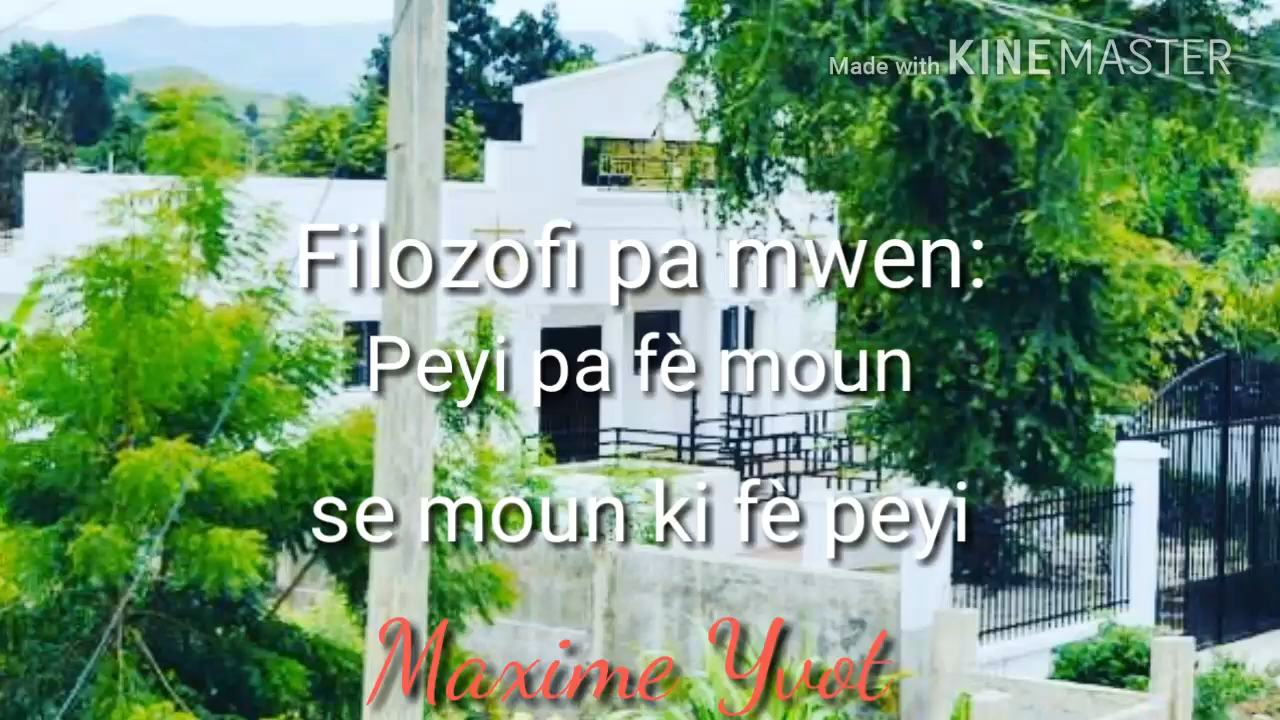 Made with KINEMASTER
Filozofi pa mwen:
Peyi pa fè moun
se moun ki fè peyi
Maxime Yvot